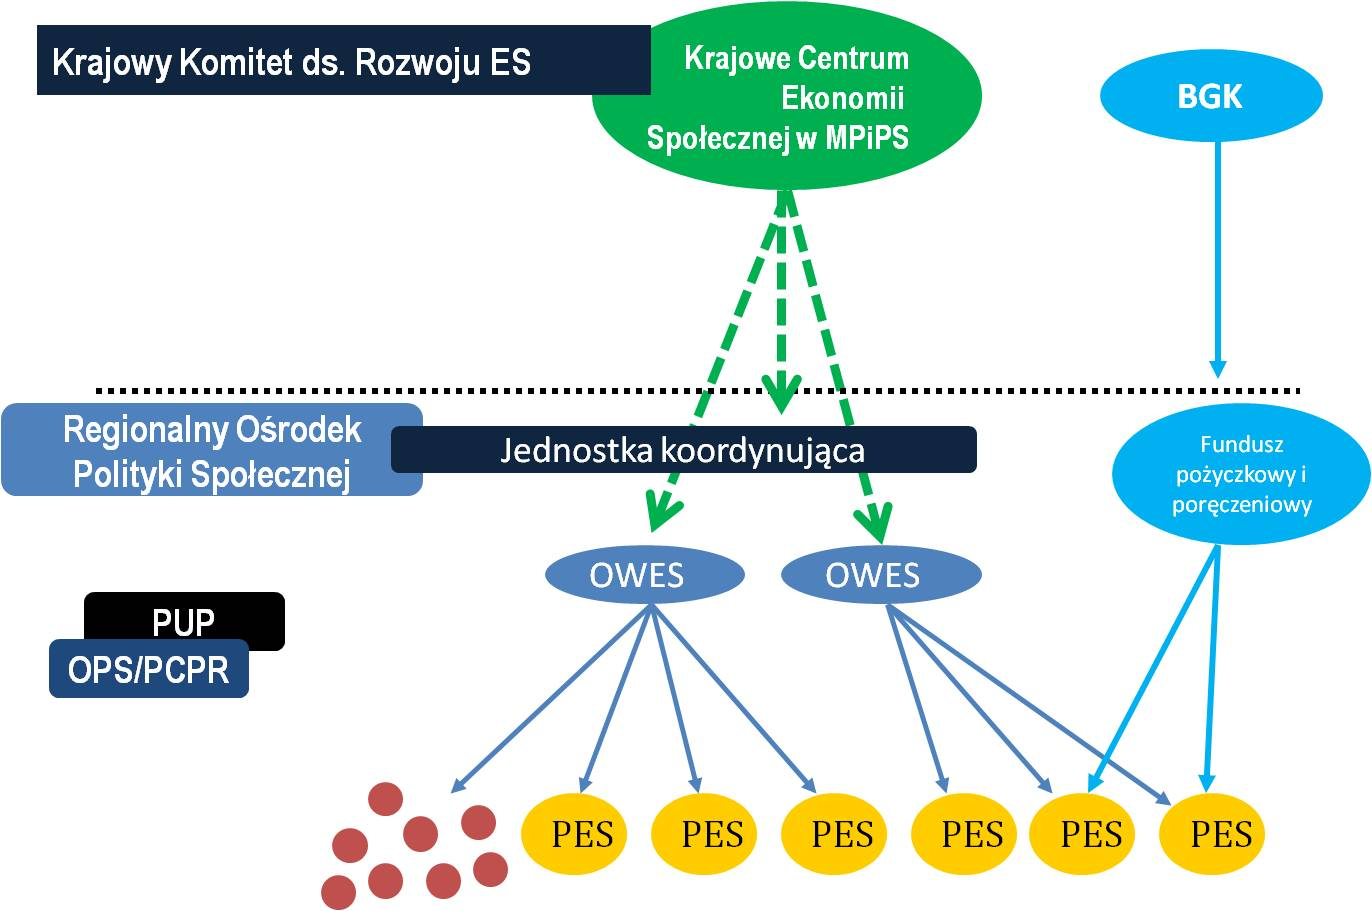 Krajowy Komitet ds. Rozwoju ES
Krajowe Centrum
Ekonomii
Społecznej w MPiPS
BGK
Regionalny Ośrodek
Polityki Społecznej
Jednostka koordynująca
Fundusz
pożyczkowy i
poręczeniowy
OWES
OWES
PUP
OPS/PCPR
PES
PES
PES
PES
PES
PES